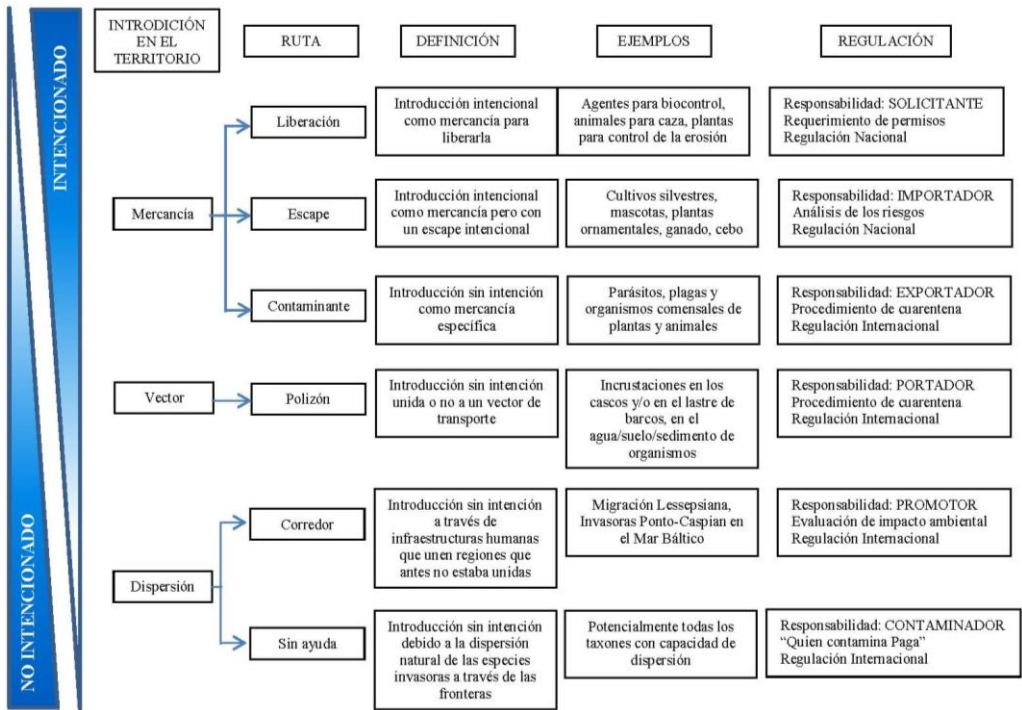 INTENCIONADO
NO INTENCIONADO
INTRODICIÓN
EN EL
TERRITORIO
RUTA
DEFINICIÓN
EJEMPLOS
REGULACIÓN
Mercancía
Liberación
Introducción intencional
como mercancía para
liberarla
Agentes para biocontrol,
animales para caza, plantas
para control de la erosión
Responsabilidad: SOLICITANTE
Requerimiento de permisos
Regulación Nacional
Escape
Introducción intencional
como mercancía pero con
un escape intencional
Cultivos silvestres,
mascotas, plantas
ornamentales, ganado, cebo
Responsabilidad: IMPORTADOR
Análisis de los riesgos
Regulación Nacional
Contaminante
Introducción sin intención
como mercancía
específica
Parásitos, plagas y
organismos comensales de
plantas y animales
Responsabilidad: EXPORTADOR
Procedimiento de cuarentena
Regulación Internacional
Vector
Polizón
Introducción sin intención
unida o no a un vector de
transporte
Incrustaciones en los
cascos y/o en el lastre de
barcos, en el
agua/suelo/sedimento de
organismos
Responsabilidad: PORTADOR
Procedimiento de cuarentena
Regulación Internacional
Dispersión
Corredor
Introducción sin intención
a través de
infraestructuras humanas
que unen regiones que
antes no estaba unidas
Migración Lessepsiana,
Invasoras Ponto-Caspian en
el Mar Báltico
Responsabilidad: PROMOTOR
Evaluación de impacto ambiental
Regulación Internacional
Sin ayuda
Introducción sin intención
debido a la dispersión
natural de las especies
invasoras a través de las
fronteras
Potencialmente todas los
taxones con capacidad de
dispersión
Responsabilidad: CONTAMINADOR
“Quien contamina Paga”
Regulación Internacional